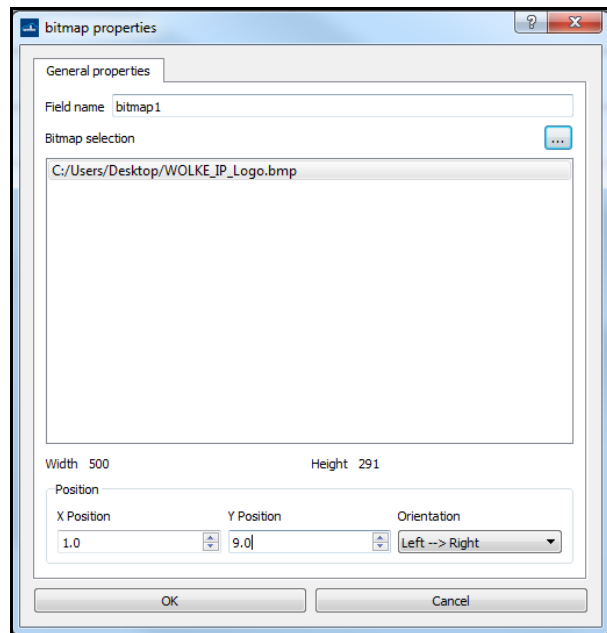 bitmap properties
?
X
General properties
Field name bitmap1
Bitmap selection
...
C:/Users/Desktop/WOLKE_IP_Logo.bmp
Width 500 Height 291
Position
X Position Y Position Orientation
1.0 9.0 Left --> Right
OK Cancel